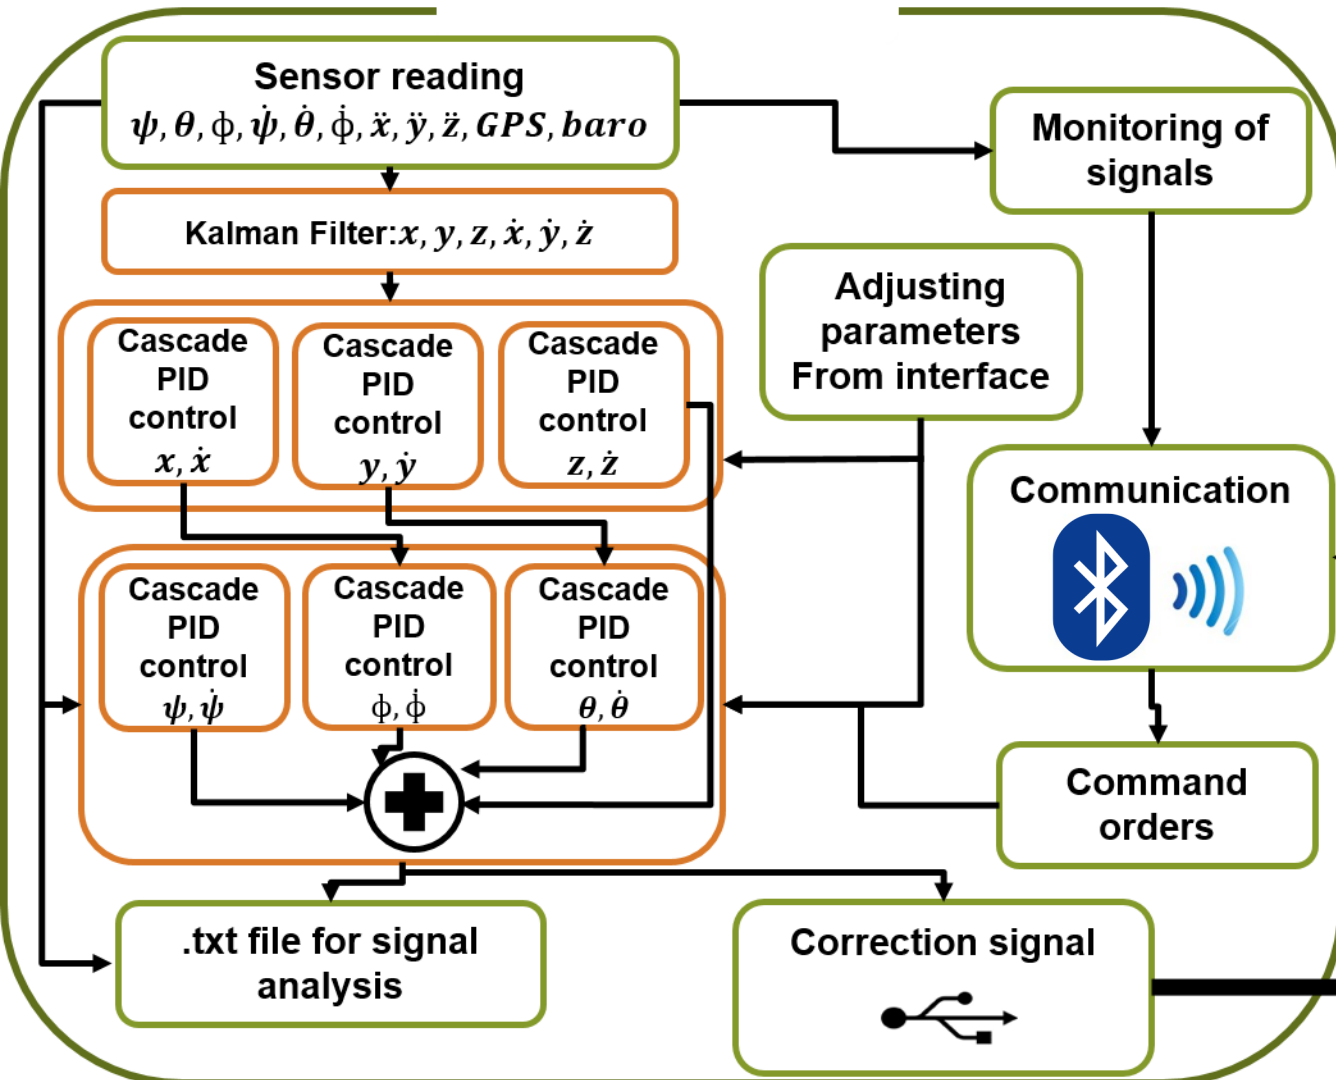 Sensor reading
ψ, θ, ϕ, ψ̇, θ̇, ϕ̇, ẍ, ÿ, z̈, GPS, baro
Monitoring of
signals
Kalman Filter:x, y, z, ẋ, ẏ, ż
Adjusting
parameters
From interface
Cascade
PID
control
x, ẋ
Cascade
PID
control
y, ẏ
Cascade
PID
control
z, ż
Communication
Cascade
PID
control
ψ, ψ̇
Cascade
PID
control
ϕ, ϕ̇
Cascade
PID
control
θ, θ̇
Command
orders
.txt file for signal
analysis
Correction signal